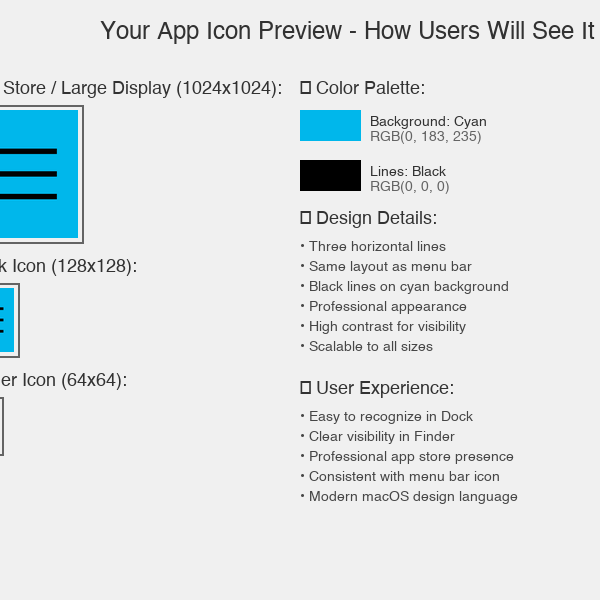 Your App Icon Preview - How Users Will See It
Store / Large Display (1024x1024):
k Icon (128x128):
er Icon (64x64):
Color Palette:
Background: Cyan
RGB(0, 183, 235)
Lines: Black
RGB(0, 0, 0)
Design Details:
• Three horizontal lines
• Same layout as menu bar
• Black lines on cyan background
• Professional appearance
• High contrast for visibility
• Scalable to all sizes
User Experience:
• Easy to recognize in Dock
• Clear visibility in Finder
• Professional app store presence
• Consistent with menu bar icon
• Modern macOS design language